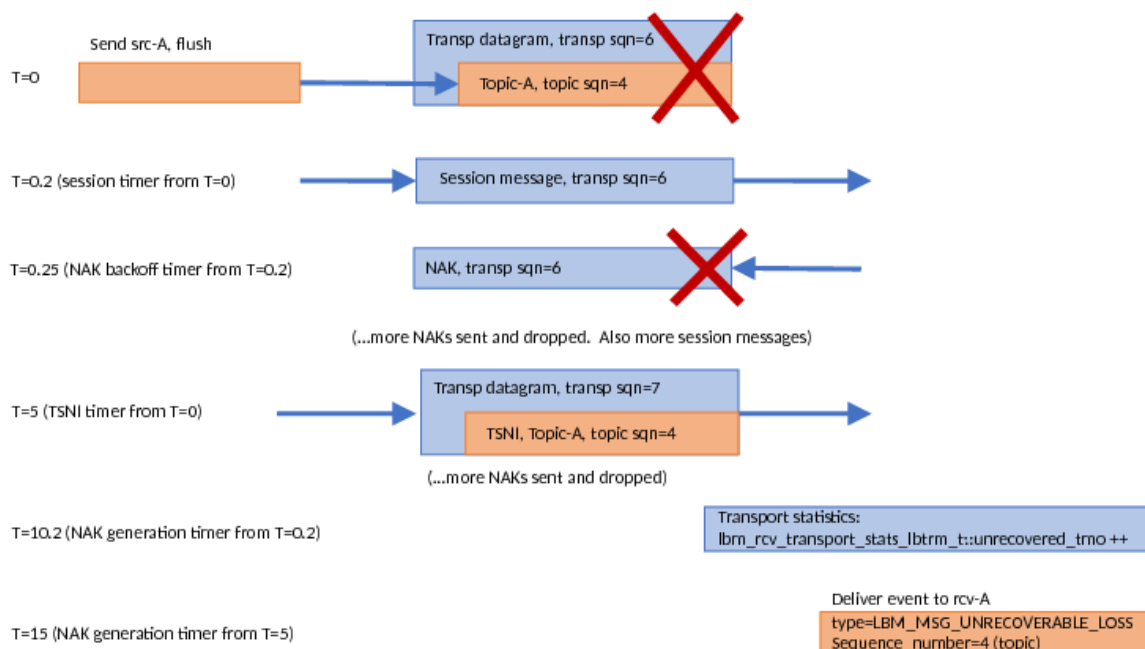 Send src-A, flush
Transp datagram, transp sqn=6
T=0
Topic-A, topic sqn=4
T=0.2 (session timer from T=0)
Session message, transp sqn=6
T=0.25 (NAK backoff timer from T=0.2)
NAK, transp sqn=6
(...more NAKs sent and dropped.  Also more session messages)
Transp datagram, transp sqn=7
T=5 (TSNI timer from T=0)
TSNI, Topic-A, topic sqn=4
(...more NAKs sent and dropped)
Transport statistics:
T=10.2 (NAK generation timer from T=0.2)
lbm_rcv_transport_stats_lbtrm_t::unrecovered_tmo ++
Deliver event to rcv-A
type=LBM_MSG_UNRECOVERABLE_LOSS
T=15 (NAK generation timer from T=5)
Sequence_number=4 (topic)